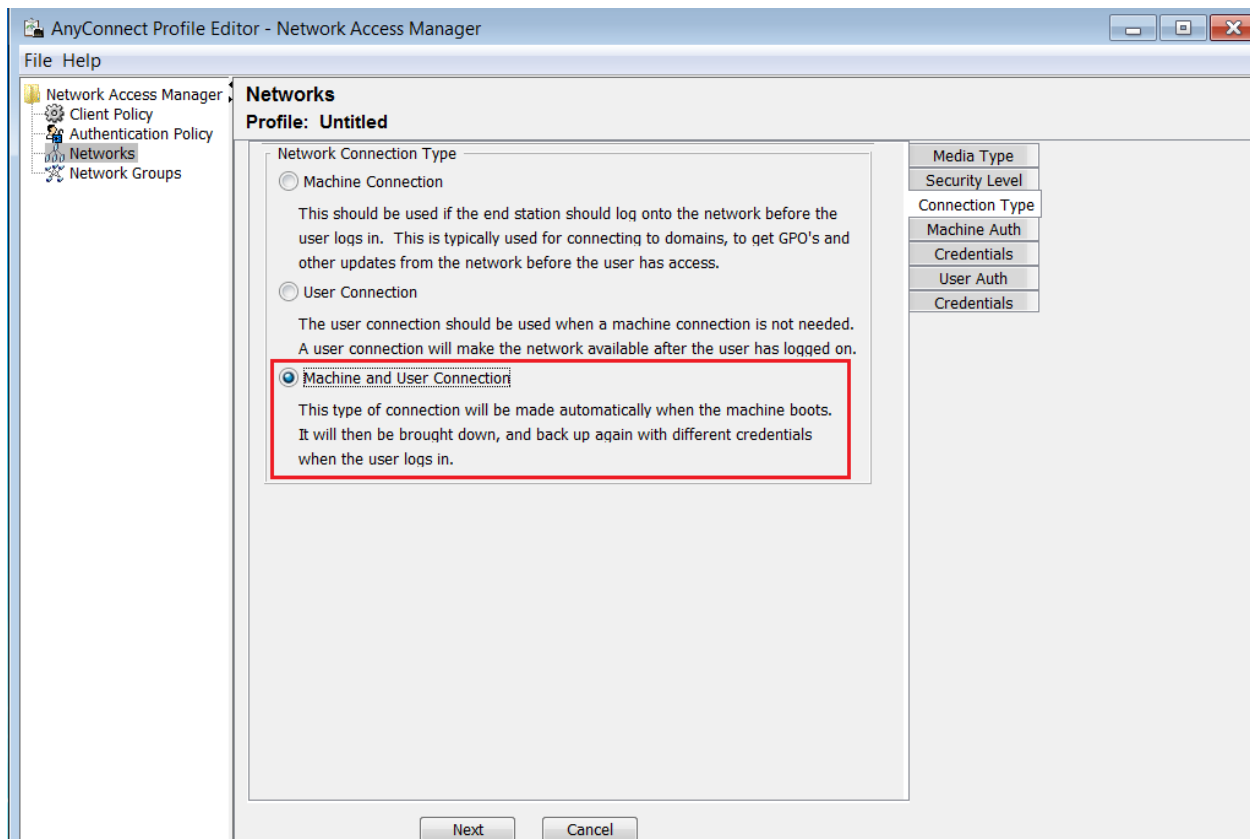 AnyConnect Profile Editor - Network Access Manager
File Help
Network Access Manager
Client Policy
Authentication Policy
Networks
Network Groups
Networks
Profile: Untitled
Network Connection Type
Machine Connection
This should be used if the end station should log onto the network before the
user logs in. This is typically used for connecting to domains, to get GPO's and
other updates from the network before the user has access.
User Connection
The user connection should be used when a machine connection is not needed.
A user connection will make the network available after the user has logged on.
Machine and User Connection
This type of connection will be made automatically when the machine boots.
It will then be brought down, and back up again with different credentials
when the user logs in.
Media Type
Security Level
Connection Type
Machine Auth
Credentials
User Auth
Credentials
Next
Cancel